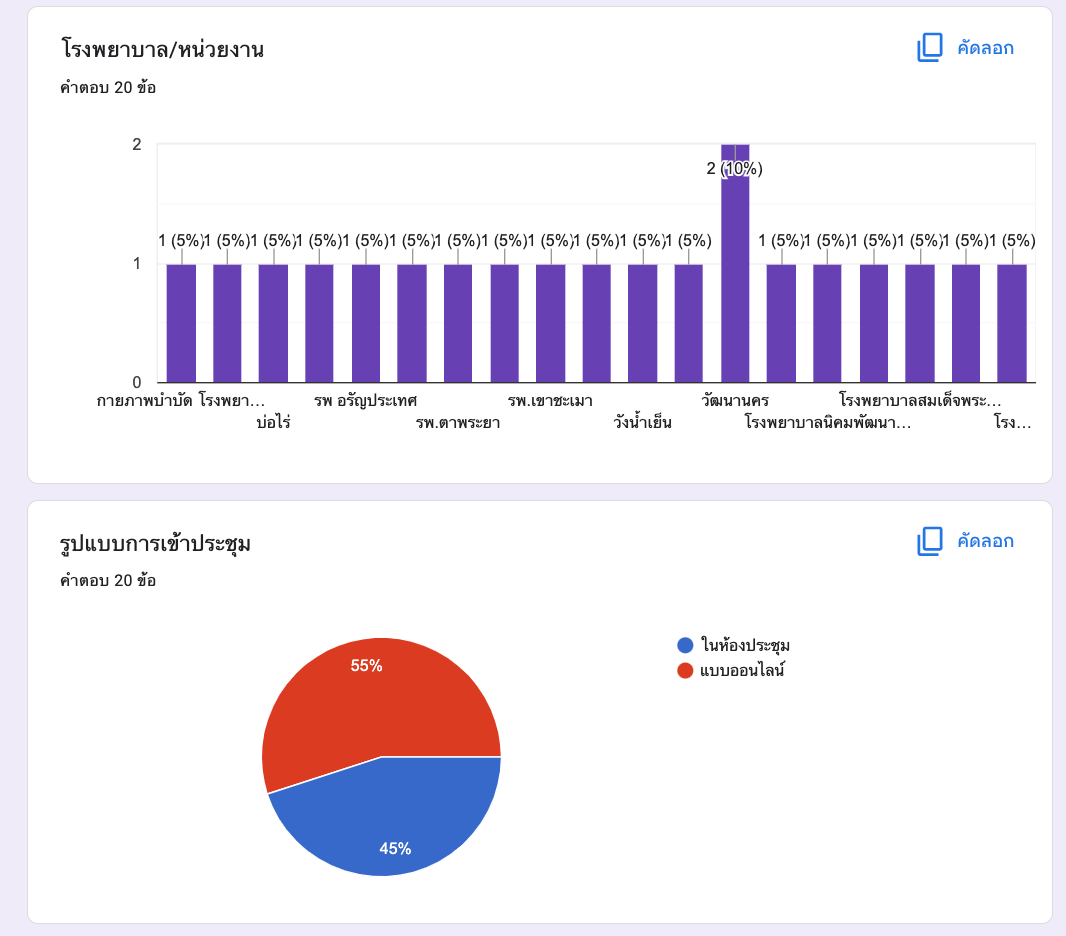 โรงพยาบาล/หน่วยงาน
คัดลอก
คำตอบ 20 ข้อ
2
2 (10%)
1 (5%)1 (5%)1 (5%)1 (5%)1 (5%)1 (5%)1 (5%)1 (5%)1 (5%)1 (5%)1 (5%)1 (5%) 1 (5%)1 (5%)1 (5%)1 (5%)1 (5%)1 (5%)
1
0
กายภาพบำบัด โรงพยา… รพ อรัญประเทศ รพ.เขาชะเมา วัฒนานคร โรงพยาบาลสมเด็จพระ…
บ่อไร่ รพ.ตาพระยา วังน้ำเย็น โรงพยาบาลนิคมพัฒนา… โรง…
รูปแบบการเข้าประชุม
คัดลอก
คำตอบ 20 ข้อ
ในห้องประชุม
แบบออนไลน์
55%
45%